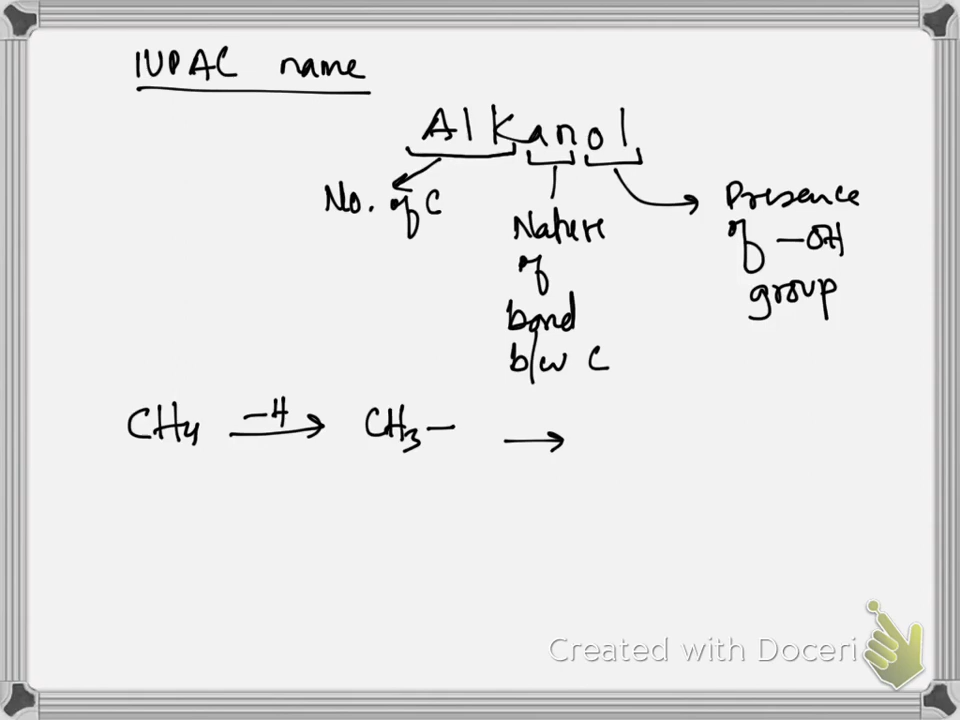 IUPAC name
Alkanol
No. of C
Nature
of
bond
b/w C
Presence
of -OH
group
CH4 -H → CH3- →
Created with Doceri